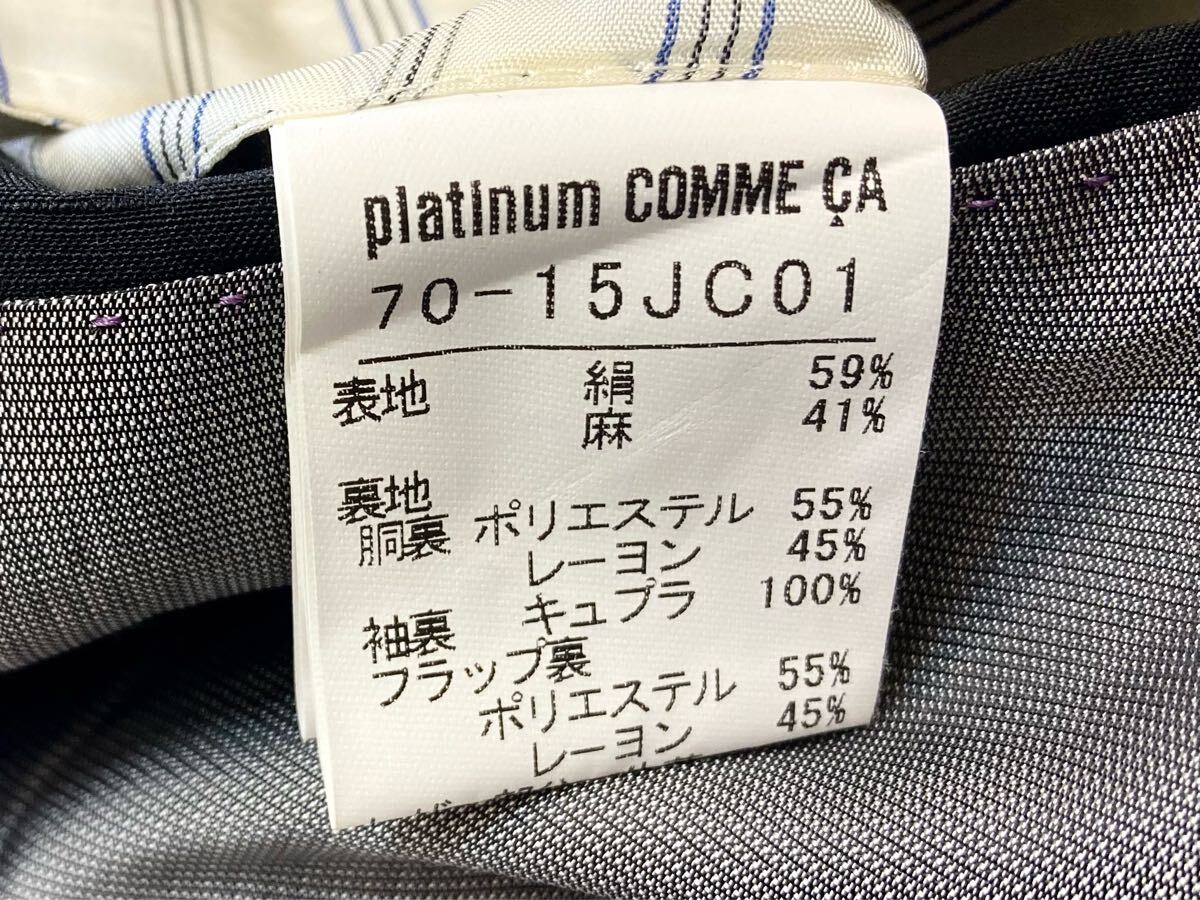 platinum COMME ÇA
70-15JC01
表地 絹 59%
麻 41%
裏地
胴裏 ポリエステル 55%
レーヨン 45%
袖裏 キュプラ 100%
フラップ裏
ポリエステル 55%
レーヨン 45%